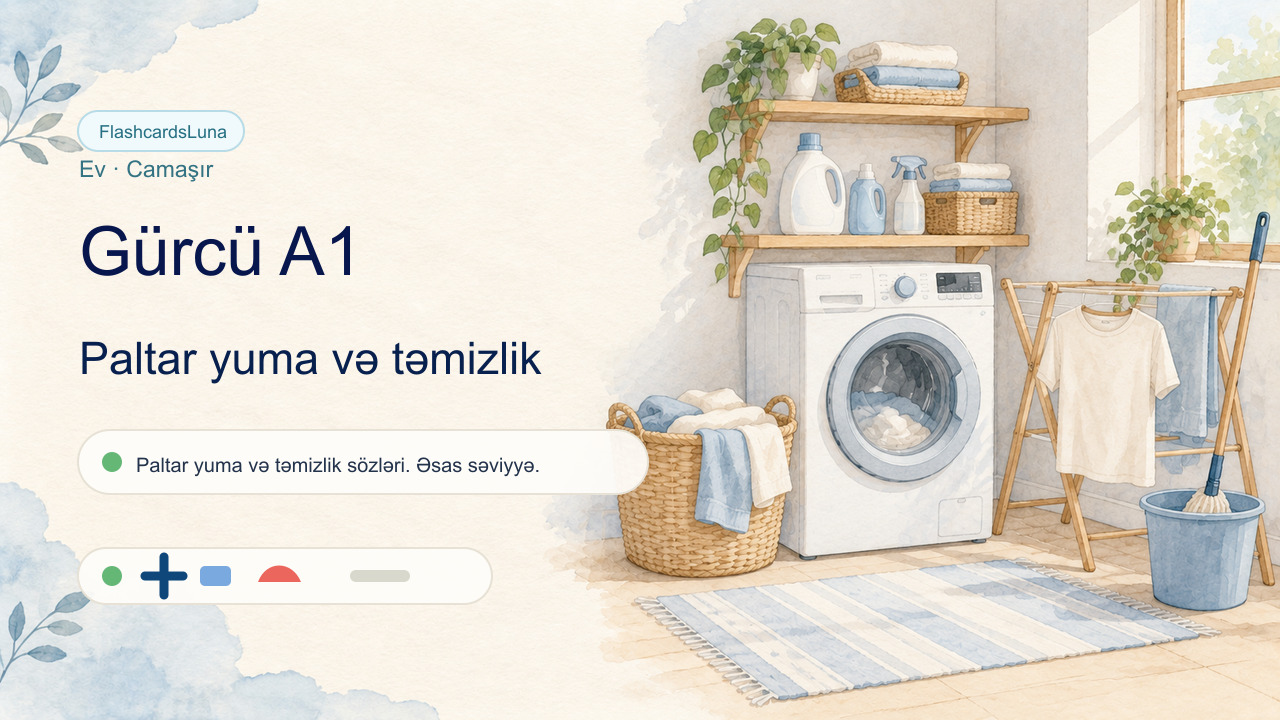 FlashcardsLuna
Ev · Camaşır
Gürcü A1
Paltar yuma və təmizlik
Paltar yuma və təmizlik sözləri. Əsas səviyyə.